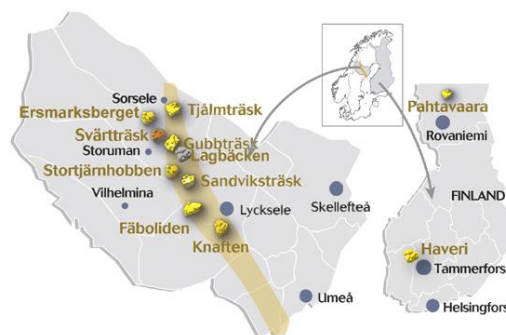 Sorsele
Tjålmträsk
Ersmarksberget
Svärtträsk
Gubbträsk
Storuman
Lagbäcken
Stortjärnhobben
Sandviksträsk
Vilhelmina
Lycksele
Skellefteå
Fäboliden
Knaften
Umeå
Pahtavaara
Rovaniemi
FINLAND
Haveri
Tammerfors
Helsingfors